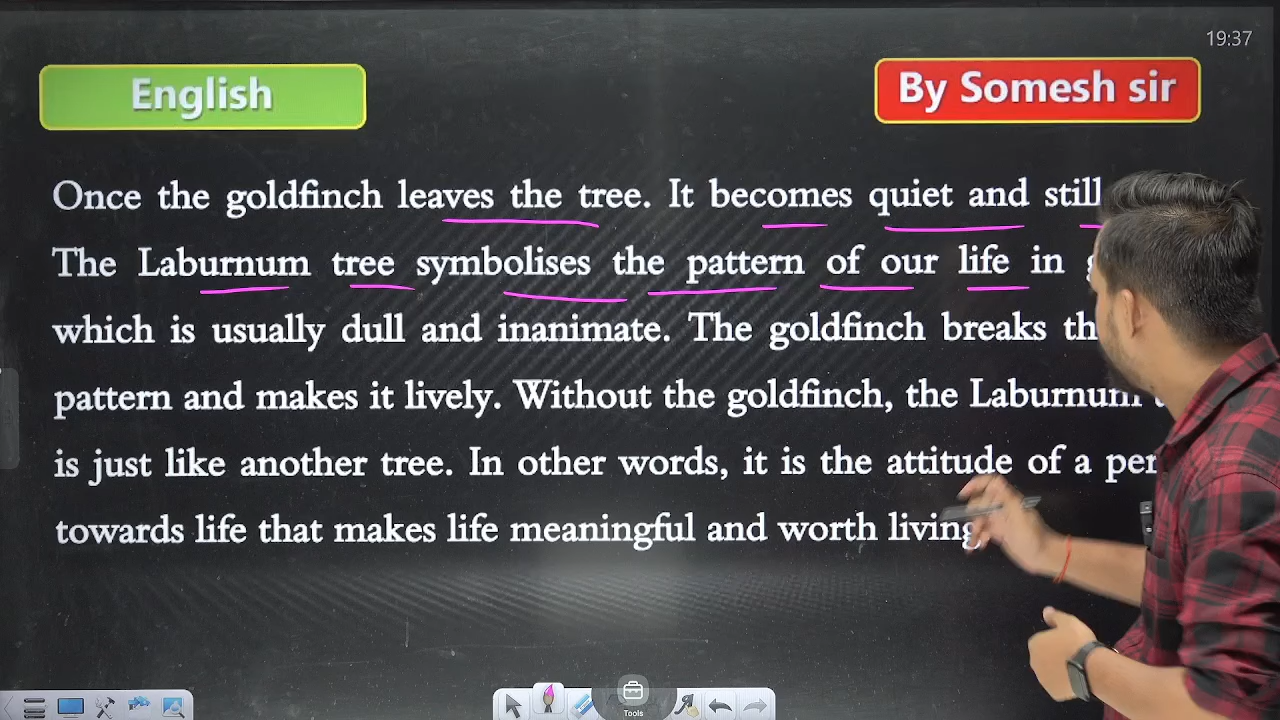 19:37
English
By Somesh sir
Once the goldfinch leaves the tree. It becomes quiet and still
The Laburnum tree symbolises the pattern of our life in
which is usually dull and inanimate. The goldfinch breaks
pattern and makes it lively. Without the goldfinch, the Laburnum
is just like another tree. In other words, it is the attitude of a
towards life that makes life meaningful and worth living
Tools